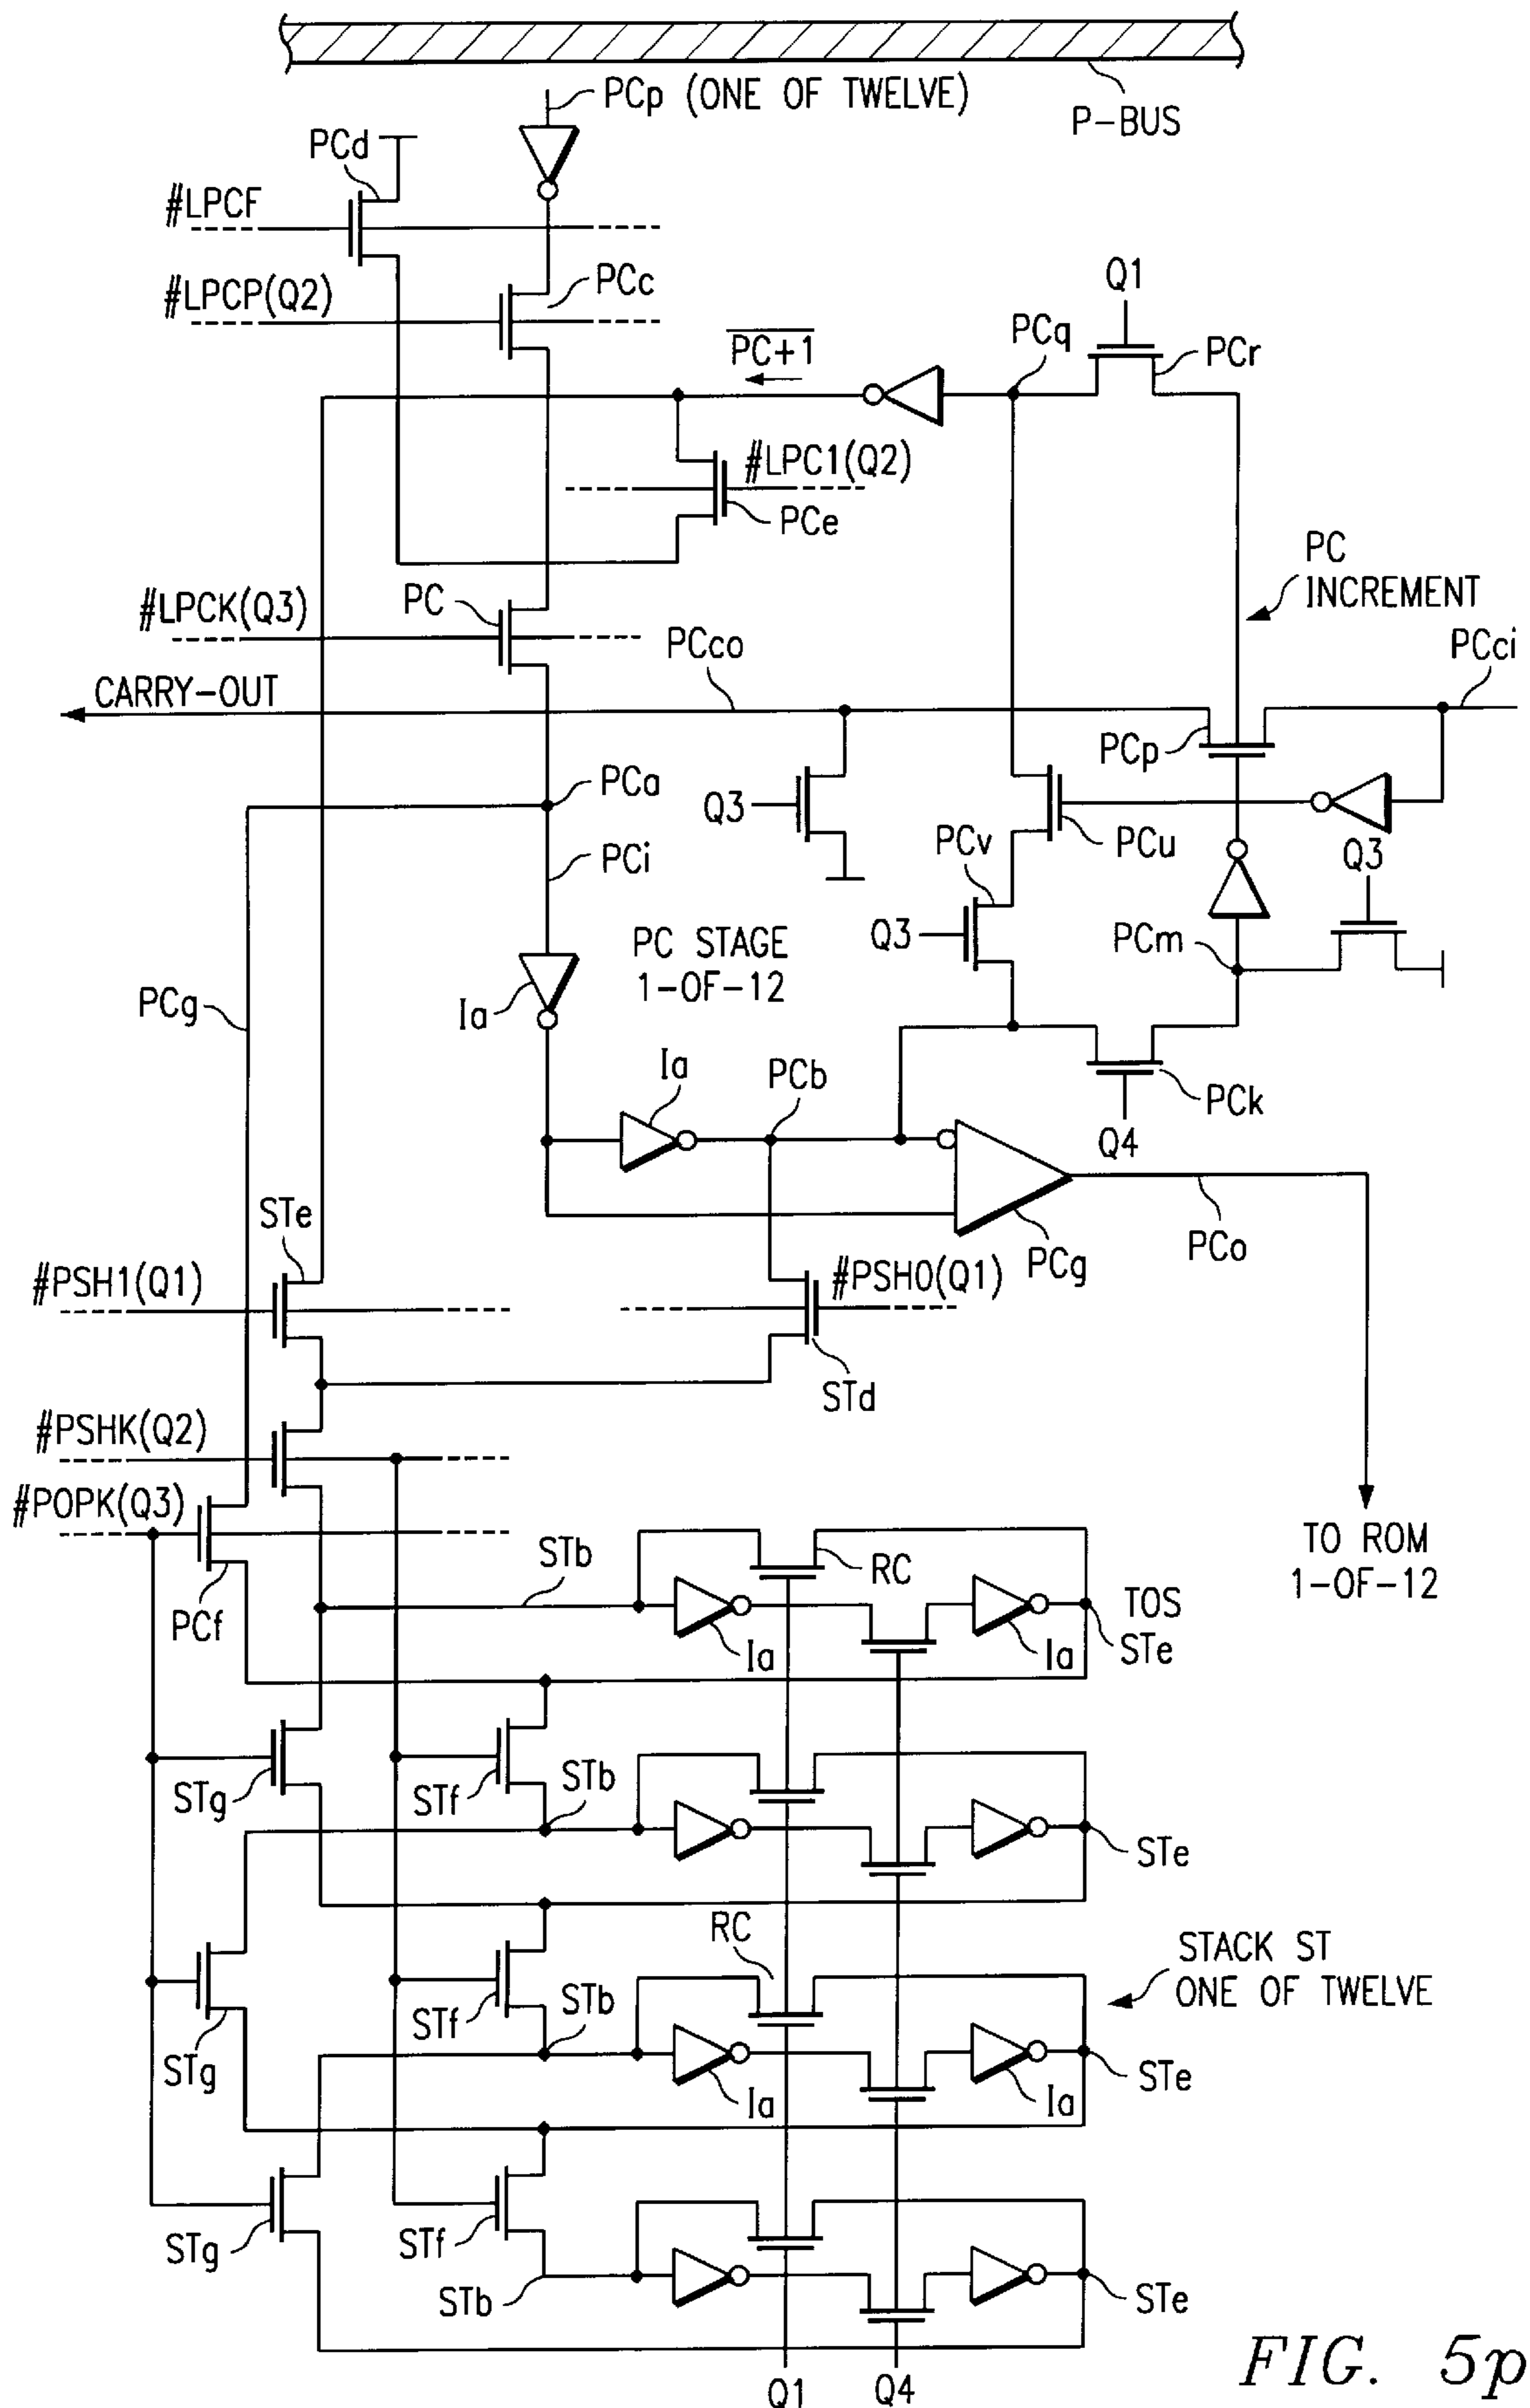 PCp (ONE OF TWELVE)
P-BUS
PCd
#LPCF
PCc
#LPCP(Q2)
Q1
PC+1
PCq
PCr
#LPC1(Q2)
PCe
PC
INCREMENT
PC
#LPCK(Q3)
PCco
PCci
CARRY-OUT
PCp
PCa
Q3
PCv
PCu
Q3
PCi
PC STAGE
1-OF-12
Q3
PCm
PCg
Ia
Ia
PCb
PCk
Q4
STe
PCg
PCo
#PSH1(Q1)
#PSH0(Q1)
STd
#PSHK(Q2)
#POPK(Q3)
TO ROM
1-OF-12
STb
RC
PCf
Ia
Ia
TOS
STe
STg
STf
STb
STe
RC
STACK ST
ONE OF TWELVE
STf
STb
STg
Ia
Ia
STe
STg
STf
STb
STe
Q1
Q4
FIG. 5p